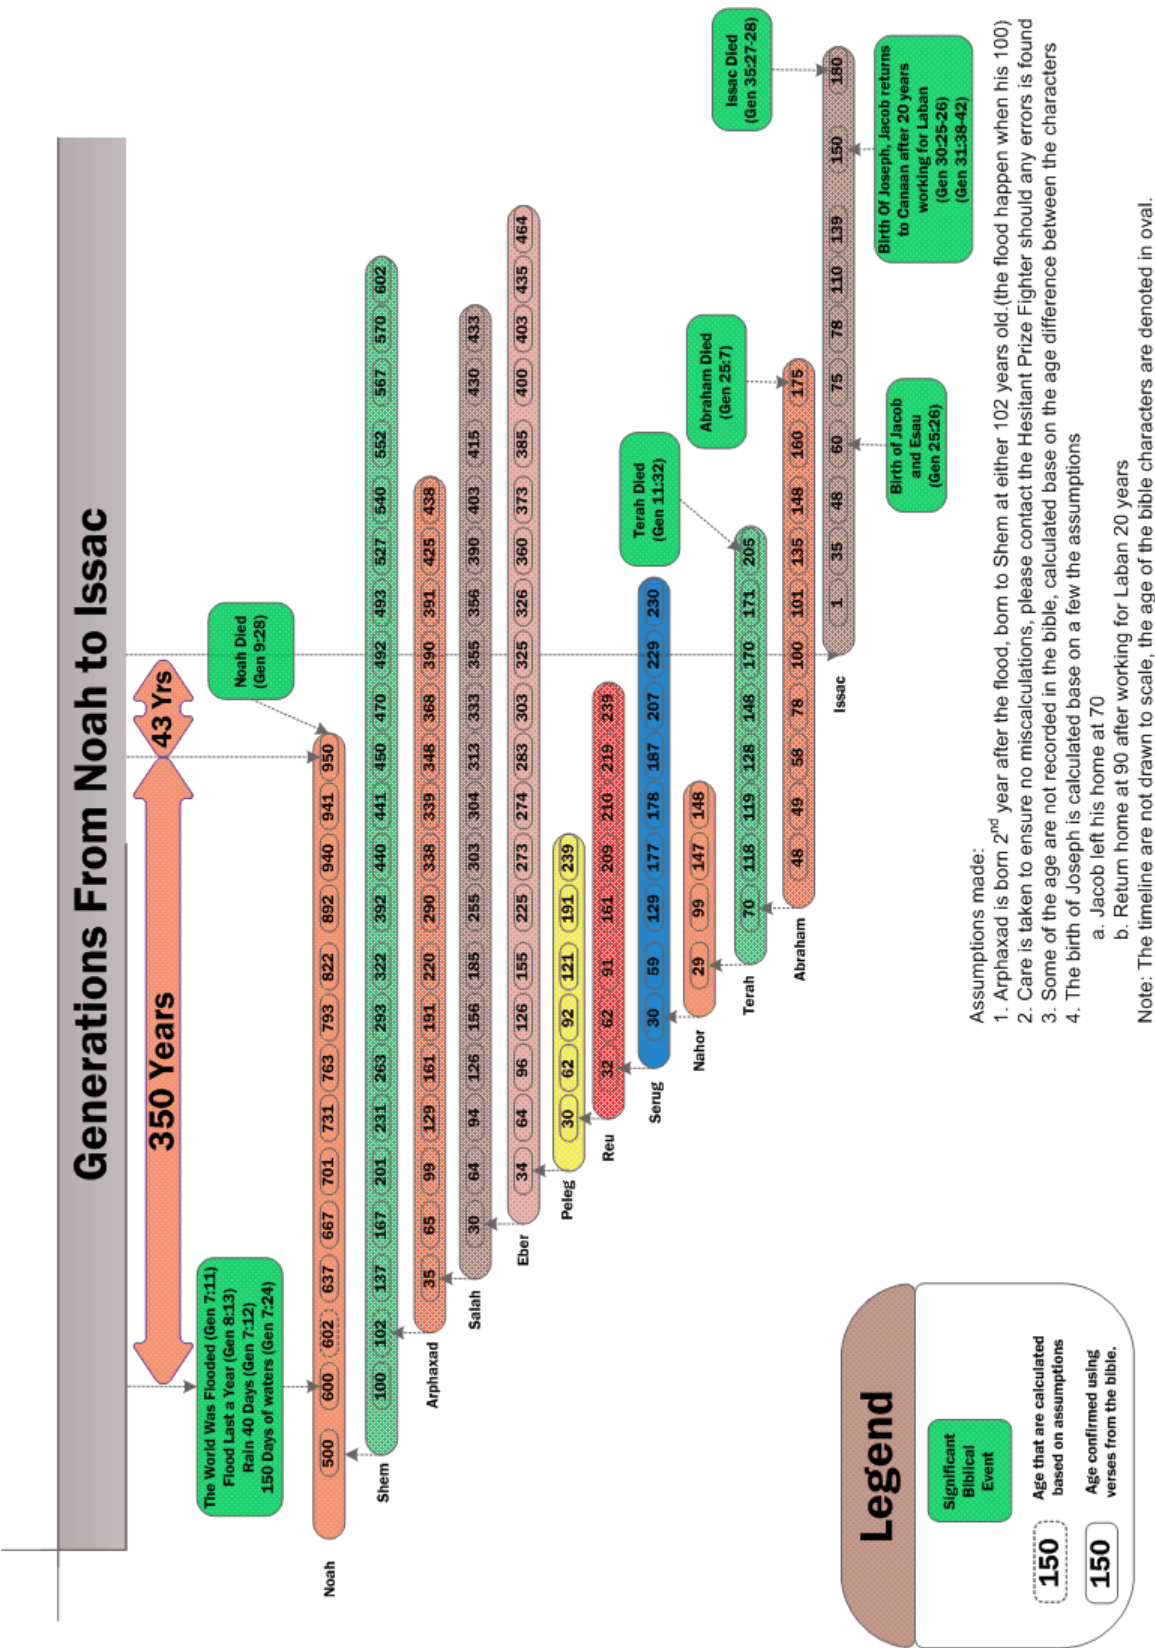 Generations From Noah to Issac
350 Years
43 Yrs
The World Was Flooded (Gen 7:11)
Flood Last a Year (Gen 8:13)
Rain 40 Days (Gen 7:12)
150 Days of waters (Gen 7:24)
Noah Died
(Gen 9:28)
Noah
500 600 602 637 667 701 731 763 793 822 892 940 941 950
Shem
100 102 137 167 201 231 263 293 322 392 440 441 450 470 492 493 527 540 552 567 570 602
Arphaxad
35 65 99 129 161 191 220 290 338 339 348 368 390 391 425 438
Salah
30 64 94 126 156 185 255 303 304 313 333 355 356 390 403 415 430 433
Eber
34 64 96 126 155 225 273 274 283 303 325 326 360 373 385 400 403 435 464
Peleg
30 62 92 121 191 239
Reu
32 62 91 161 209 210 219 239
Serug
30 59 129 177 178 187 207 229 230
Nahor
29 99 147 148
Terah Died
(Gen 11:32)
Terah
70 118 119 128 148 170 171 205
Abraham Died
(Gen 25:7)
Abraham
48 49 58 78 100 101 135 148 160 175
Issac Died
(Gen 35:27-28)
Issac
1 35 48 60 75 78 110 139 150 180
Birth of Jacob
and Esau
(Gen 25:26)
Birth Of Joseph, Jacob returns
to Canaan after 20 years
working for Laban
(Gen 30:25-26)
(Gen 31:38-42)
Legend
Significant
Biblical
Event
150
Age that are calculated
based on assumptions
150
Age confirmed using
verses from the bible.
Assumptions made:
1. Arphaxad is born 2nd year after the flood, born to Shem at either 102 years old.(the flood happen when his 100)
2. Care is taken to ensure no miscalculations, please contact the Hesitant Prize Fighter should any errors is found
3. Some of the age are not recorded in the bible, calculated base on the age difference between the characters
4. The birth of Joseph is calculated base on a few the assumptions
a. Jacob left his home at 70
b. Return home at 90 after working for Laban 20 years
Note: The timeline are not drawn to scale, the age of the bible characters are denoted in oval.